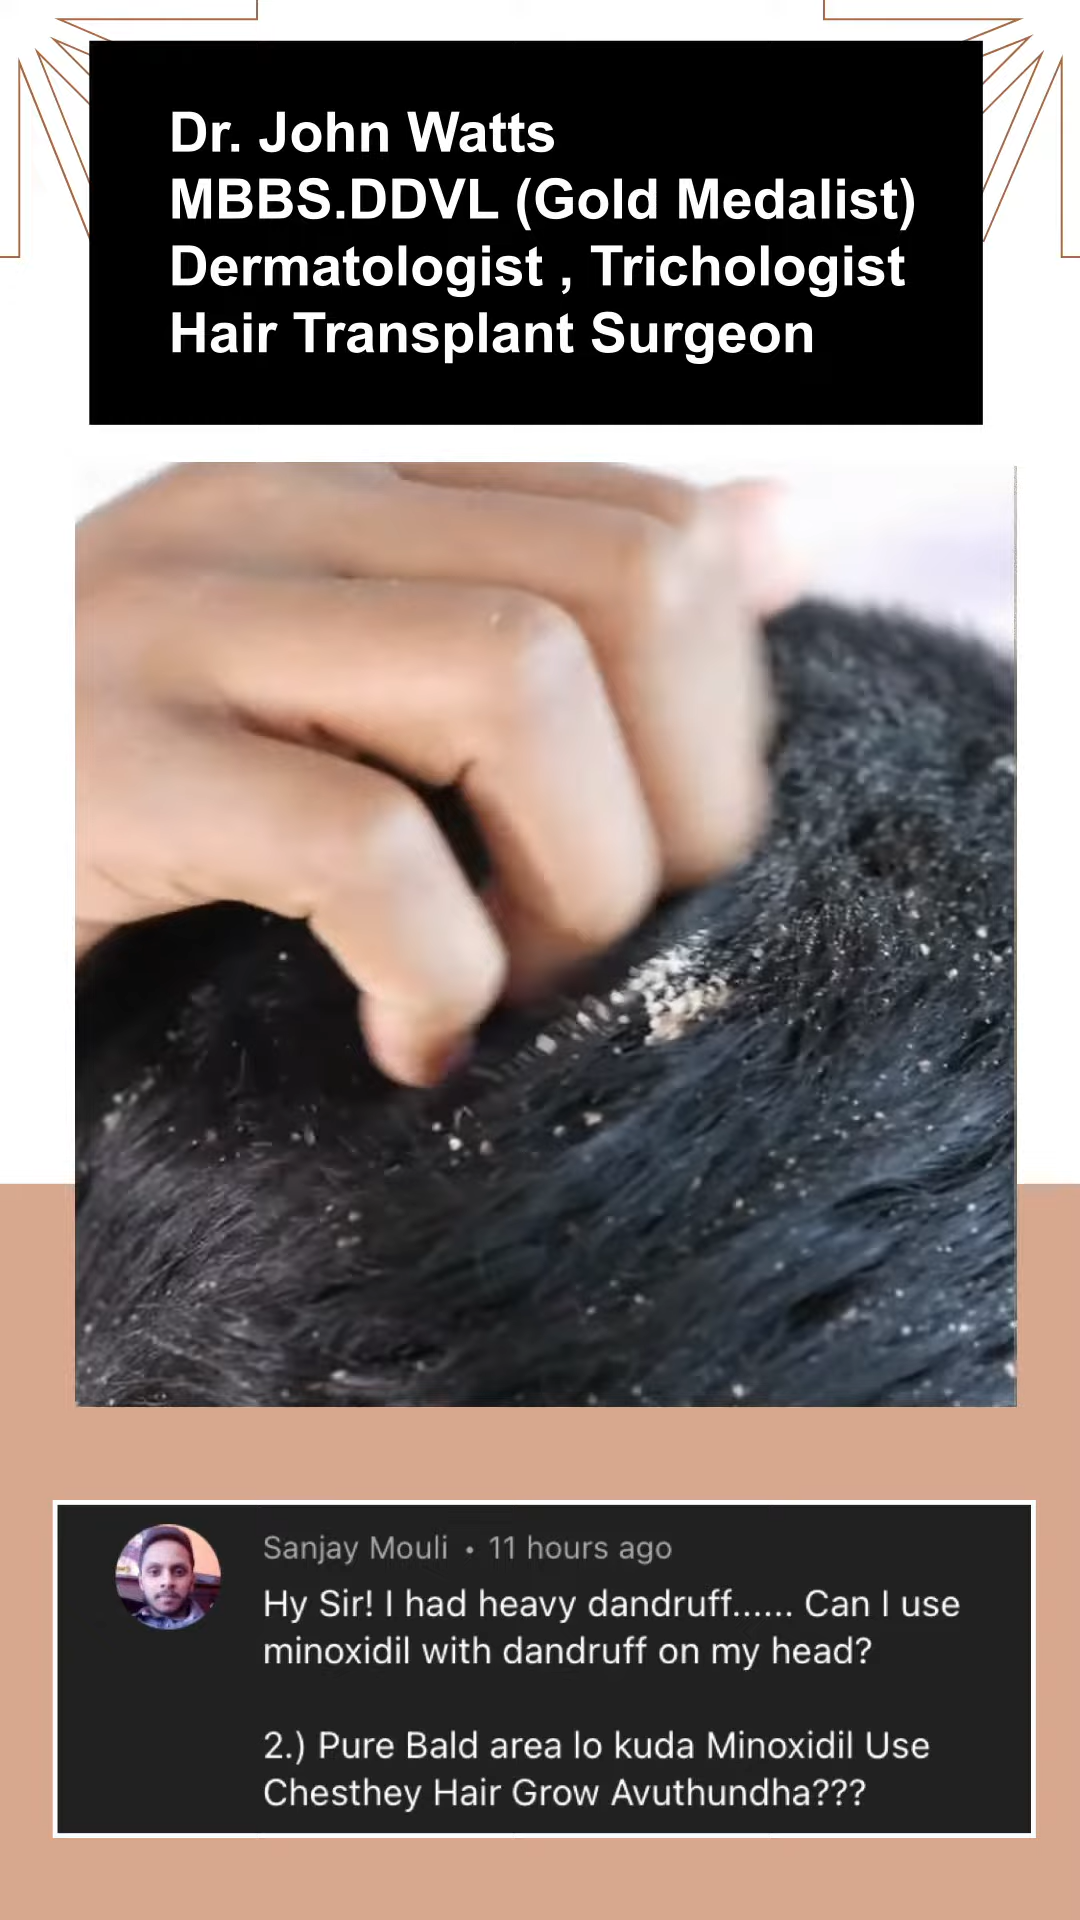 Dr. John Watts
MBBS.DDVL (Gold Medalist)
Dermatologist , Trichologist
Hair Transplant Surgeon
Sanjay Mouli • 11 hours ago
Hy Sir! I had heavy dandruff...... Can I use
minoxidil with dandruff on my head?
2.) Pure Bald area lo kuda Minoxidil Use
Chesthey Hair Grow Avuthundha???